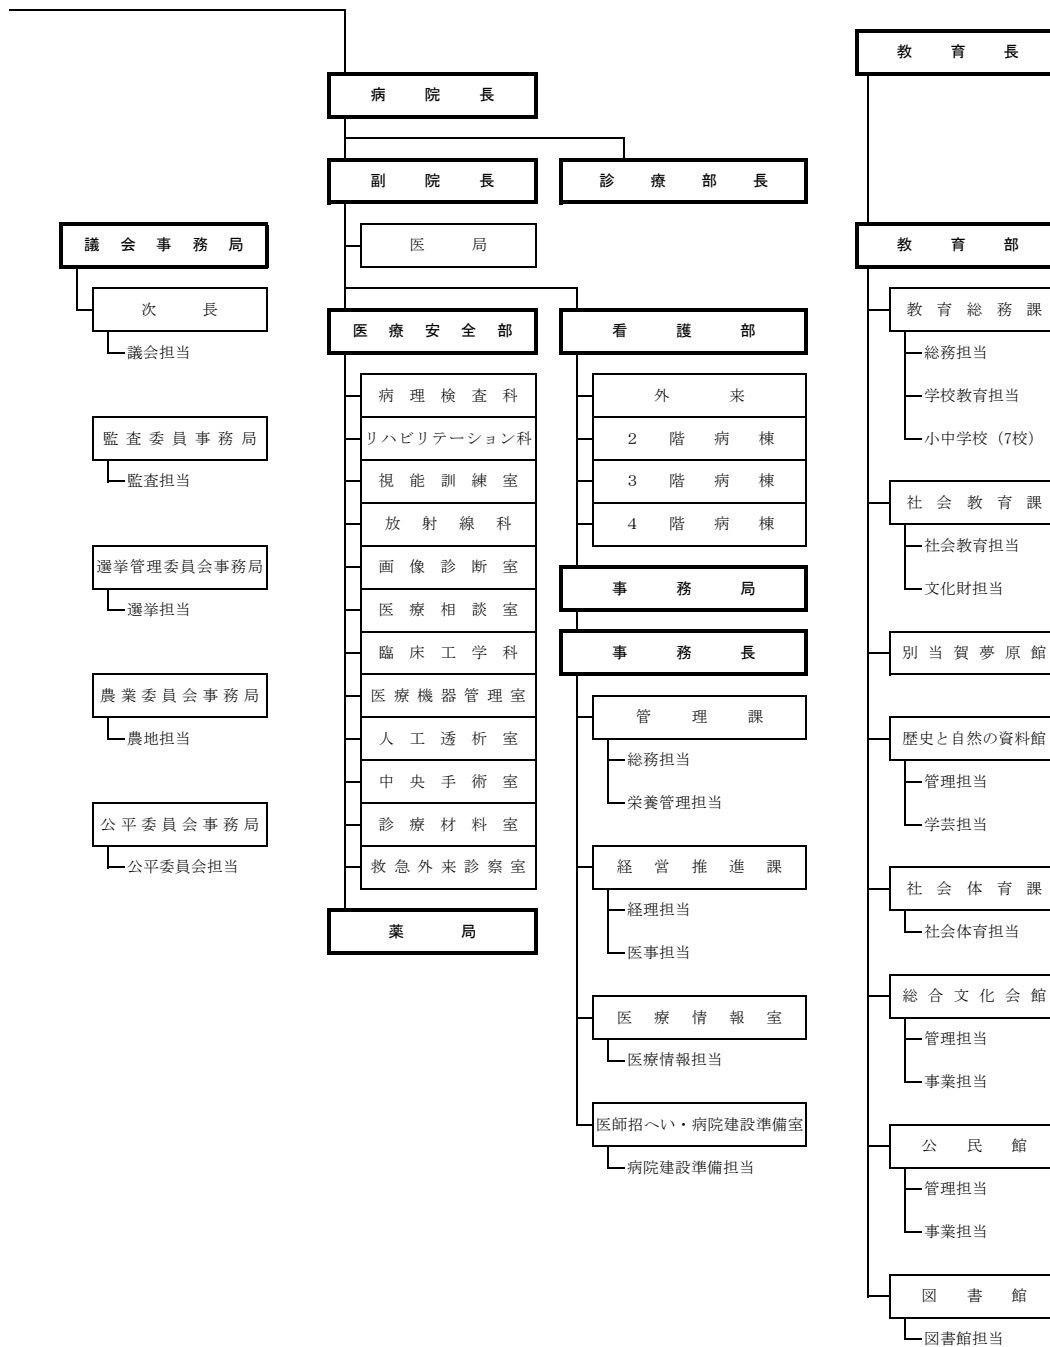 議会事務局
次長
議会担当
監査委員事務局
監査担当
選挙管理委員会事務局
選挙担当
農業委員会事務局
農地担当
公平委員会事務局
公平委員会担当
病院長
副院長
診療部長
医局
医療安全部
病理検査科
リハビリテーション科
視能訓練室
放射線科
画像診断室
医療相談室
臨床工学科
医療機器管理室
人工透析室
中央手術室
診療材料室
救急外来診察室
薬局
看護部
外来
2階病棟
3階病棟
4階病棟
事務局
事務長
管理課
総務担当
栄養管理担当
経営推進課
経理担当
医事担当
医療情報室
医療情報担当
医師招へい・病院建設準備室
病院建設準備担当
教育長
教育部
教育総務課
総務担当
学校教育担当
小中学校（7校）
社会教育課
社会教育担当
文化財担当
別当賀夢原館
歴史と自然の資料館
管理担当
学芸担当
社会体育課
社会体育担当
総合文化会館
管理担当
事業担当
公民館
管理担当
事業担当
図書館
図書館担当